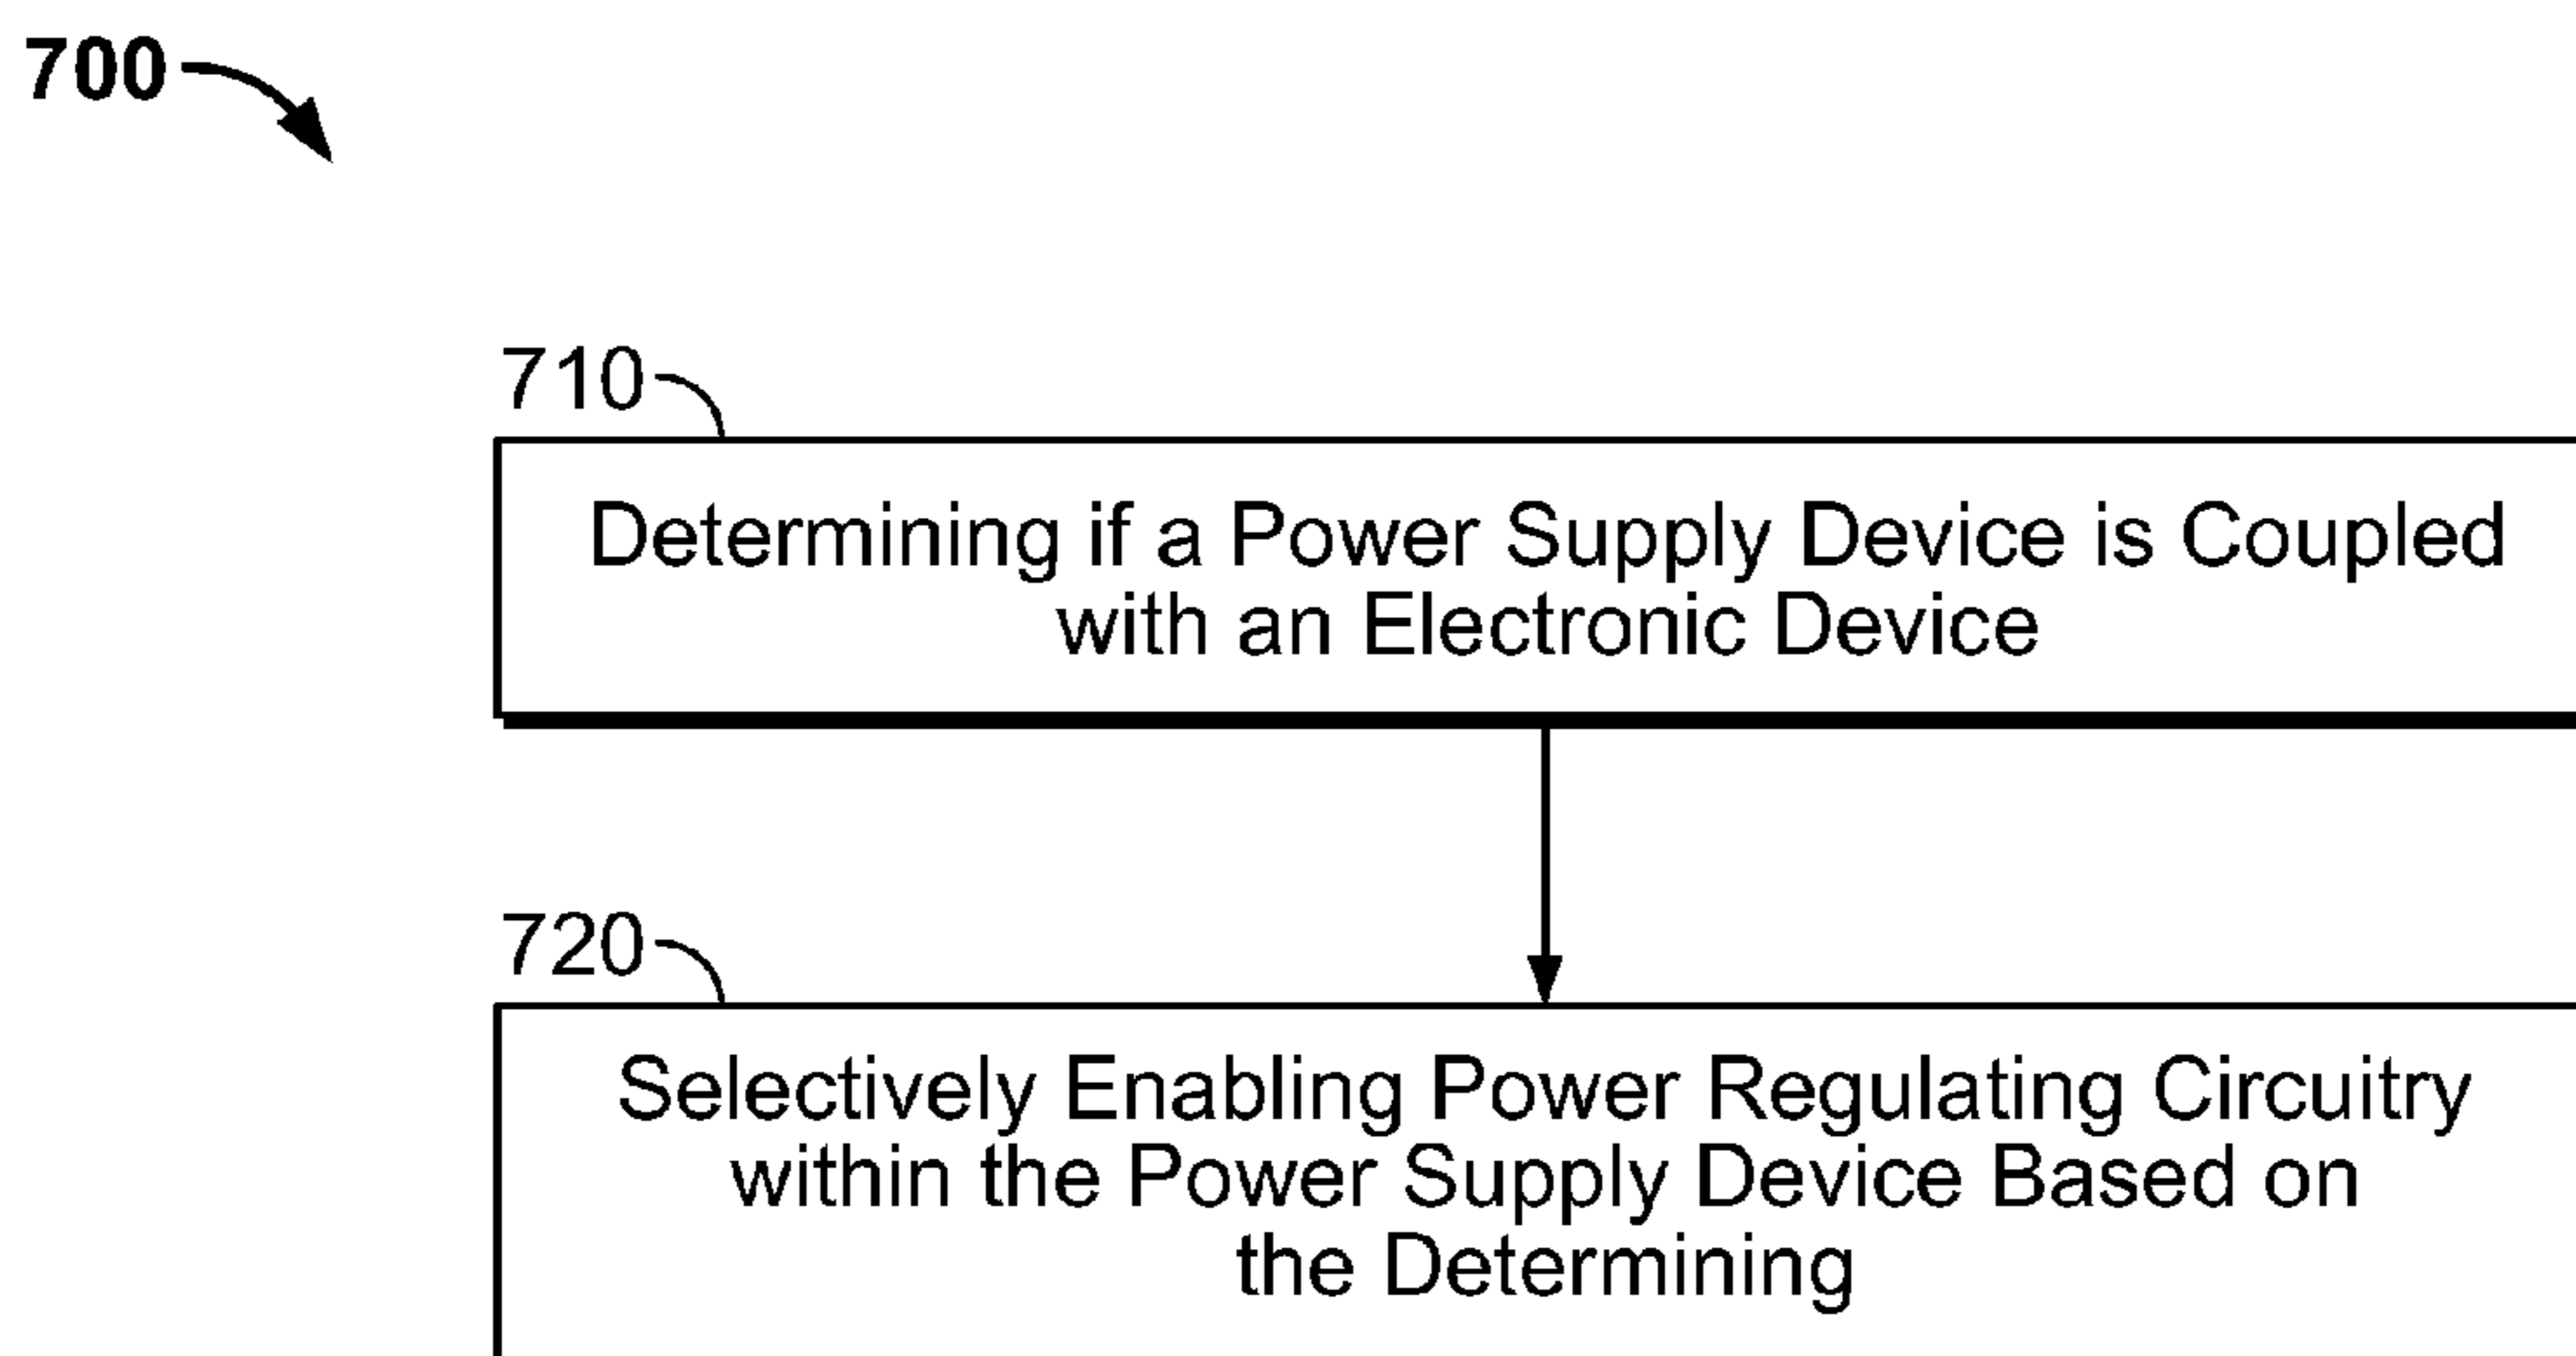 700
710
Determining if a Power Supply Device is Coupled
with an Electronic Device
720
Selectively Enabling Power Regulating Circuitry
within the Power Supply Device Based on
the Determining